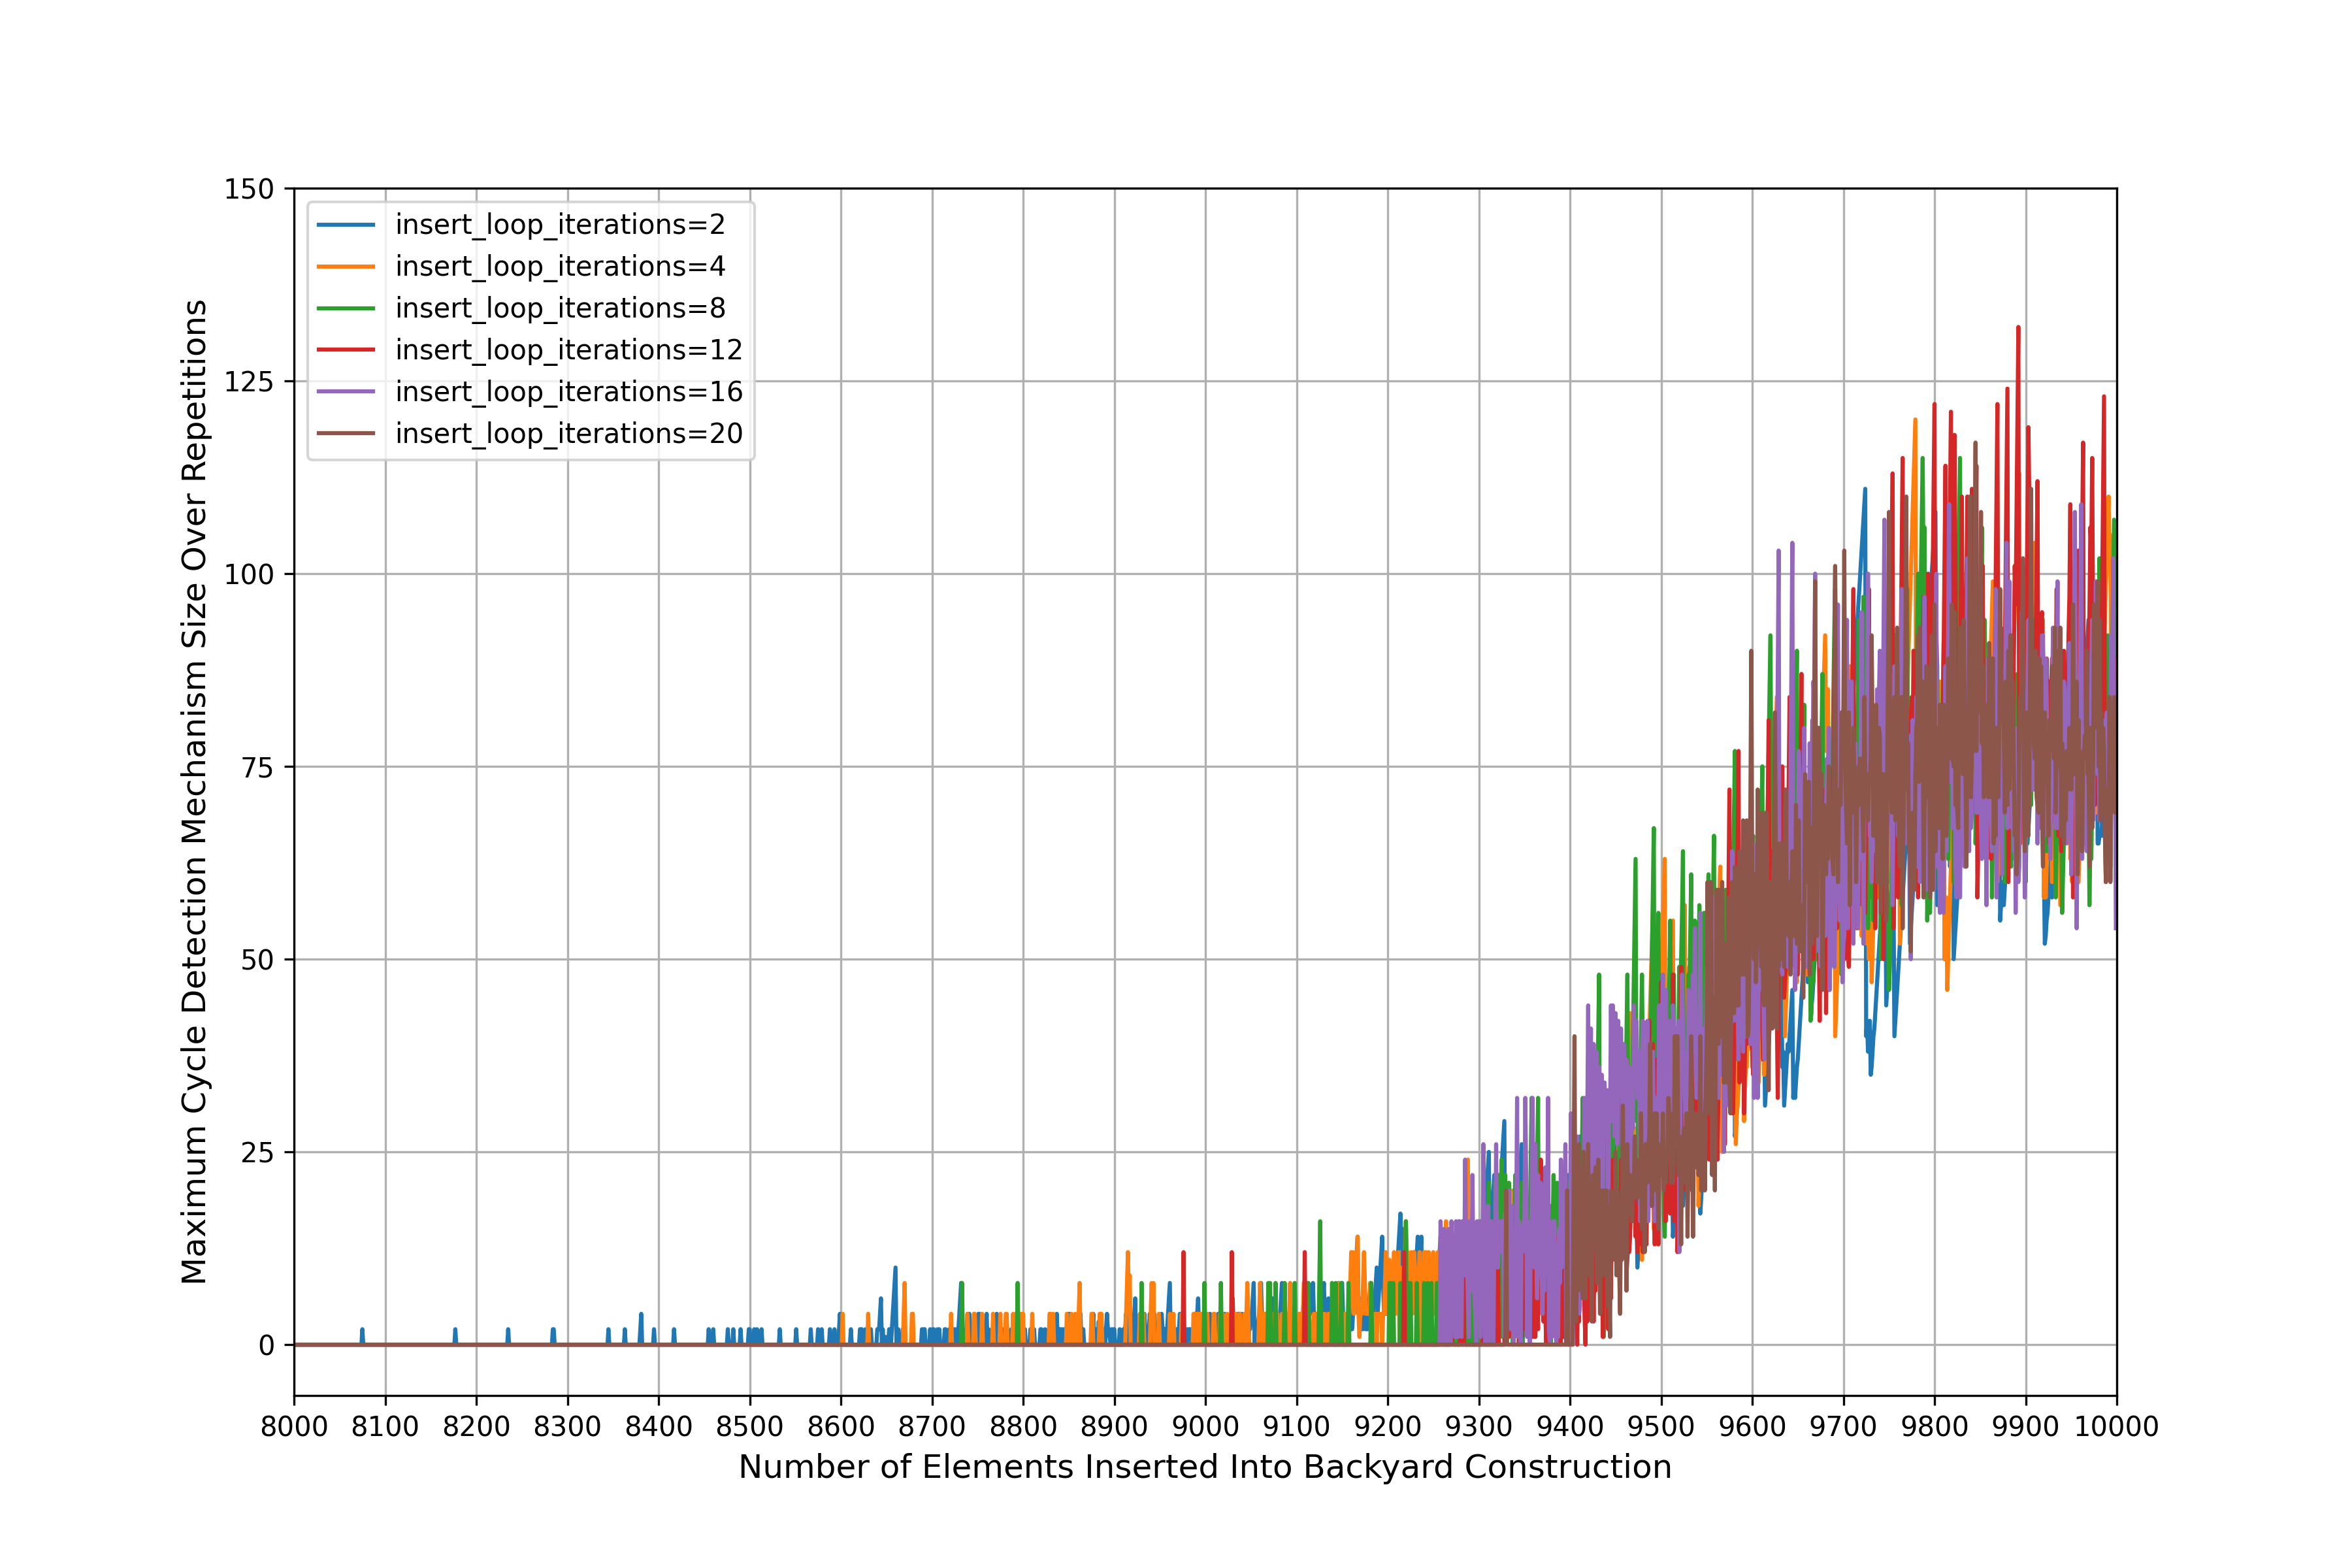 150
125
100
75
50
25
0
Maximum Cycle Detection Mechanism Size Over Repetitions
insert_loop_iterations=2
insert_loop_iterations=4
insert_loop_iterations=8
insert_loop_iterations=12
insert_loop_iterations=16
insert_loop_iterations=20
8000 8100 8200 8300 8400 8500 8600 8700 8800 8900 9000 9100 9200 9300 9400 9500 9600 9700 9800 9900 10000
Number of Elements Inserted Into Backyard Construction